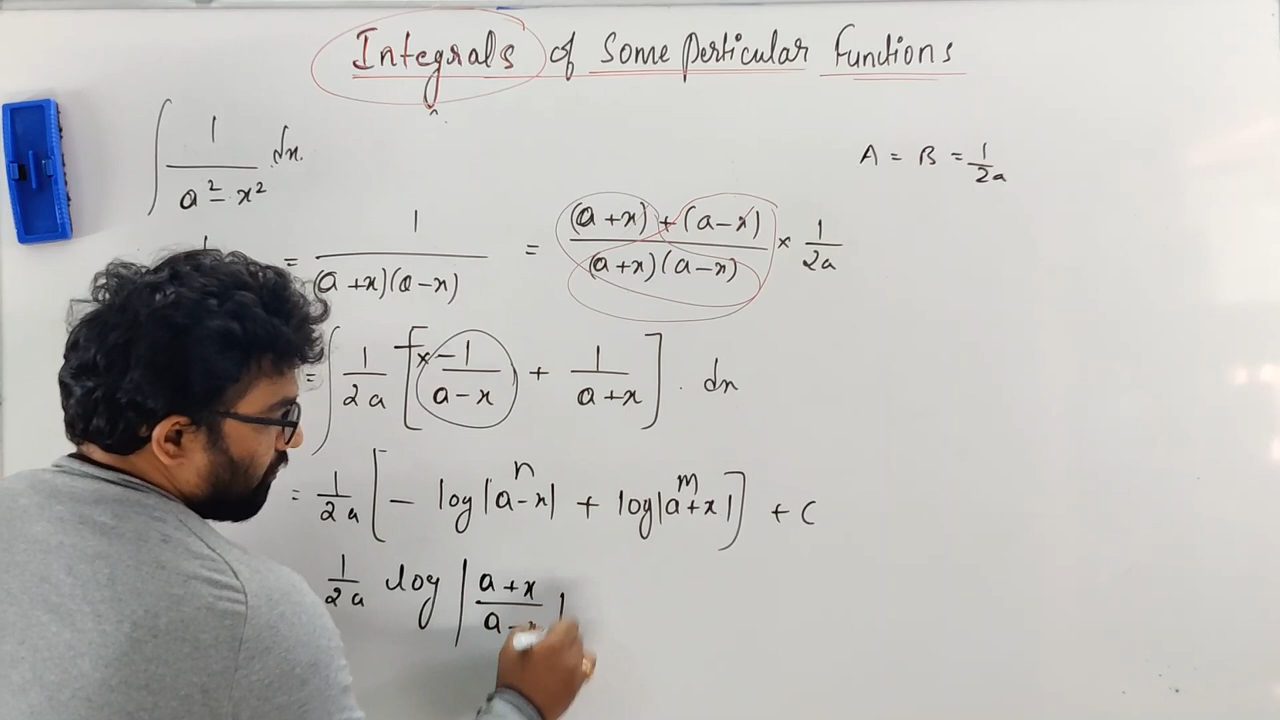 Integrals of Some Perticular Functions
∫ 1/(a² - x²) . dx.
A = B = 1/2a
= 1/((a+x)(a-x)) = ((a+x) + (a-x))/((a+x)(a-x)) × 1/2a
= ∫ 1/2a [ -1/(a-x) + 1/(a+x) ] . dx
= 1/2a [ - log|a-x| + log|a+x| ] + c
n m
1/2a log | (a+x)/(a-x) |